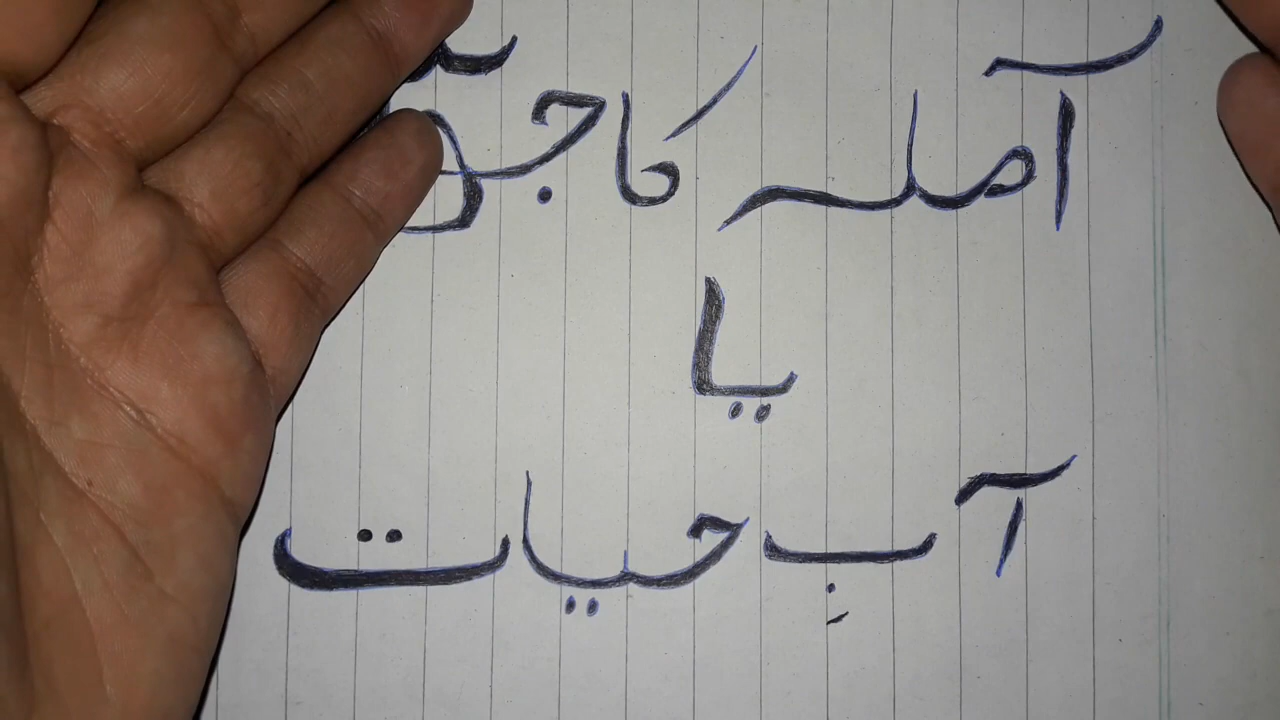 آملہ کا
یا
آبِ حیات